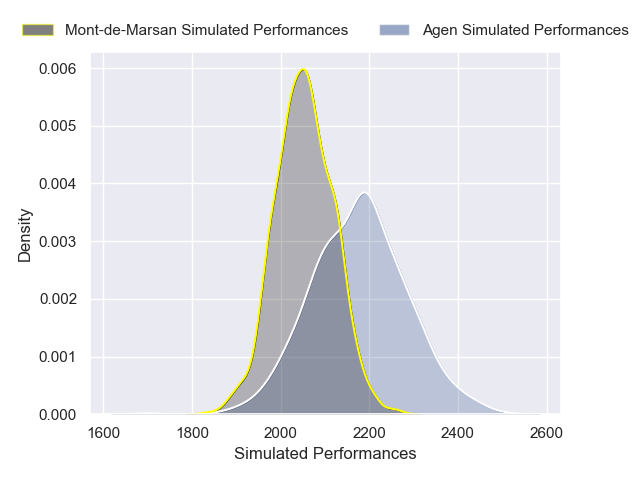 Mont-de-Marsan Simulated Performances Agen Simulated Performances
0.006
0.005
0.004
0.003
0.002
0.001
0.000
Density
1600 1800 2000 2200 2400 2600
Simulated Performances